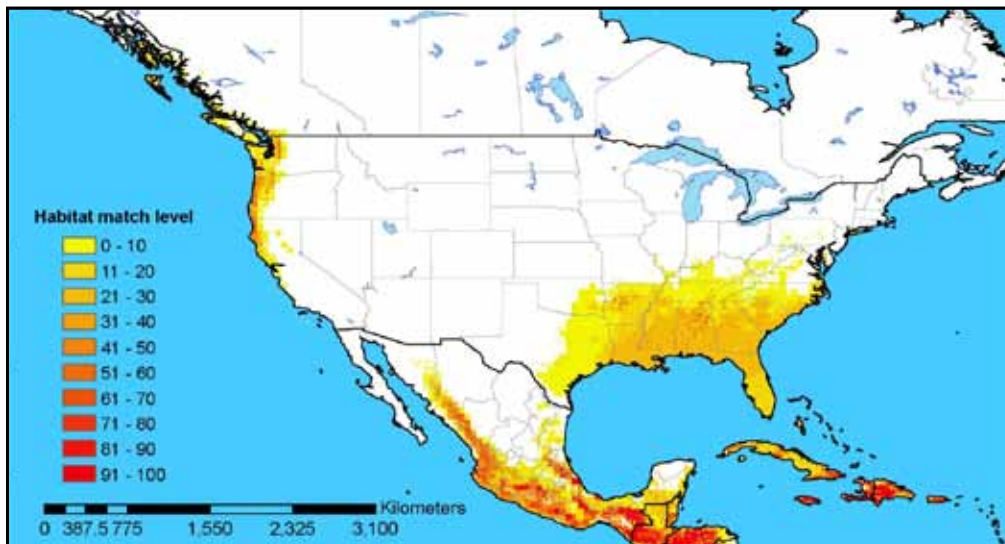 Habitat match level
0 - 10
11 - 20
21 - 30
31 - 40
41 - 50
51 - 60
61 - 70
71 - 80
81 - 90
91 - 100
Kilometers
0 387.5 775 1,550 2,325 3,100